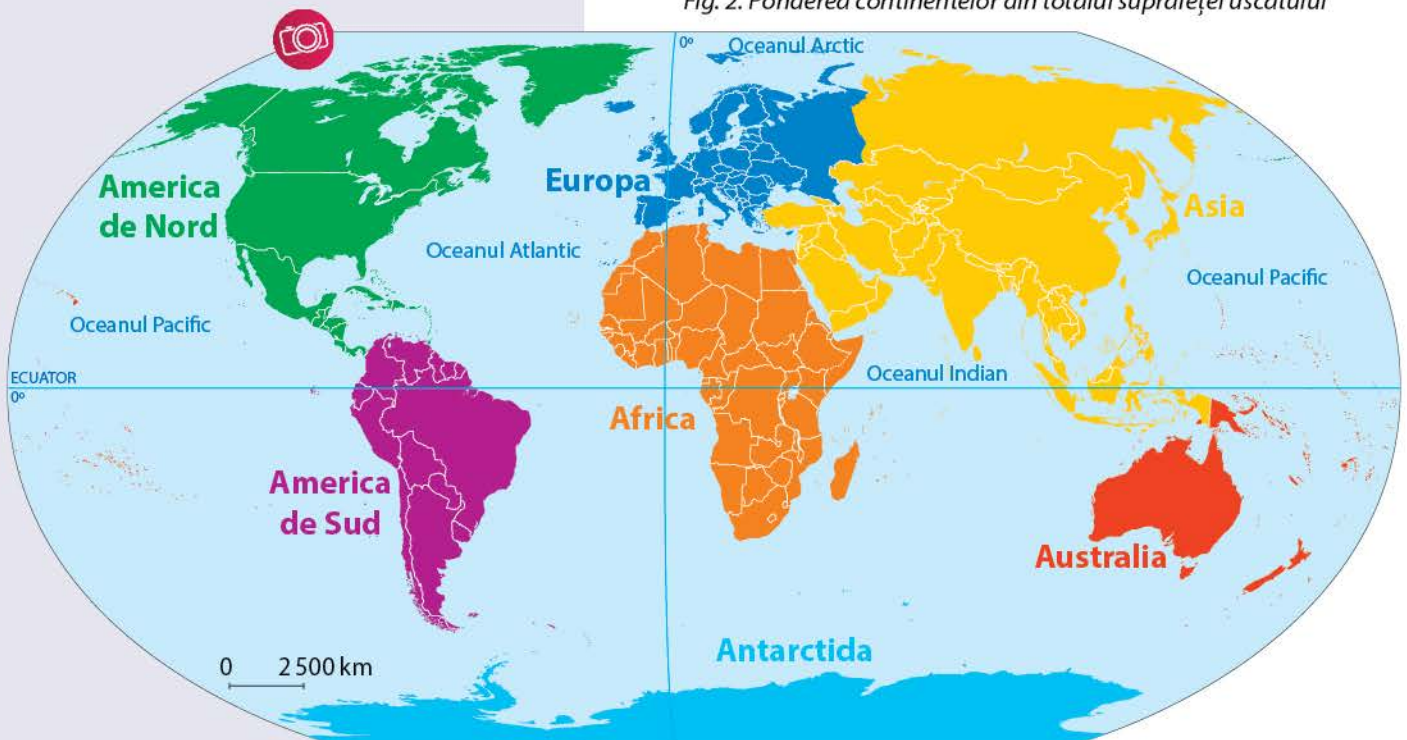 Fig. 2. Ponderea continentelor din totalul suprafeței uscatului
0°
Oceanul Arctic
America
de Nord
Europa
Asia
Oceanul Atlantic
Oceanul Pacific
Oceanul Pacific
ECUATOR
0°
Oceanul Indian
Africa
America
de Sud
Australia
Antarctida
0 2 500 km